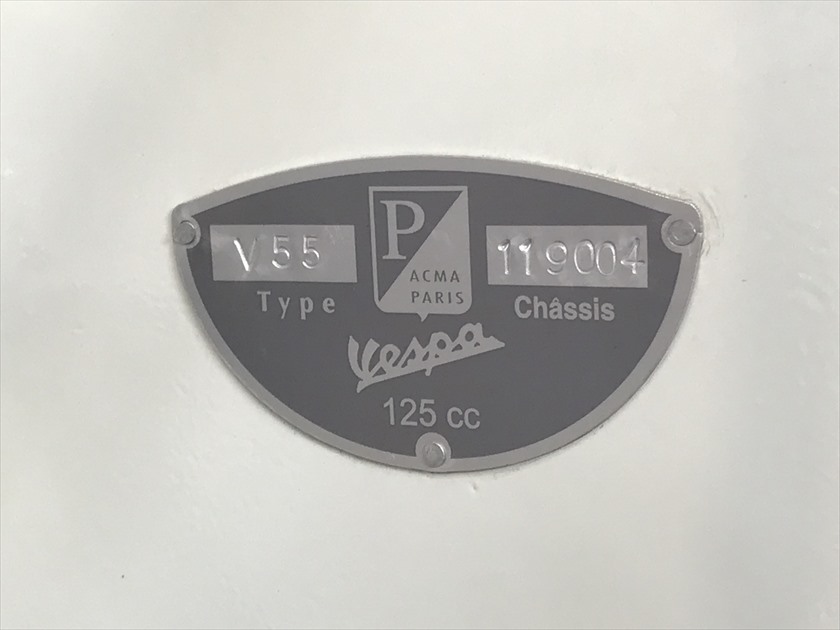 P
ACMA
PARIS
V55
Type
119004
Châssis
Vespa
125 cc